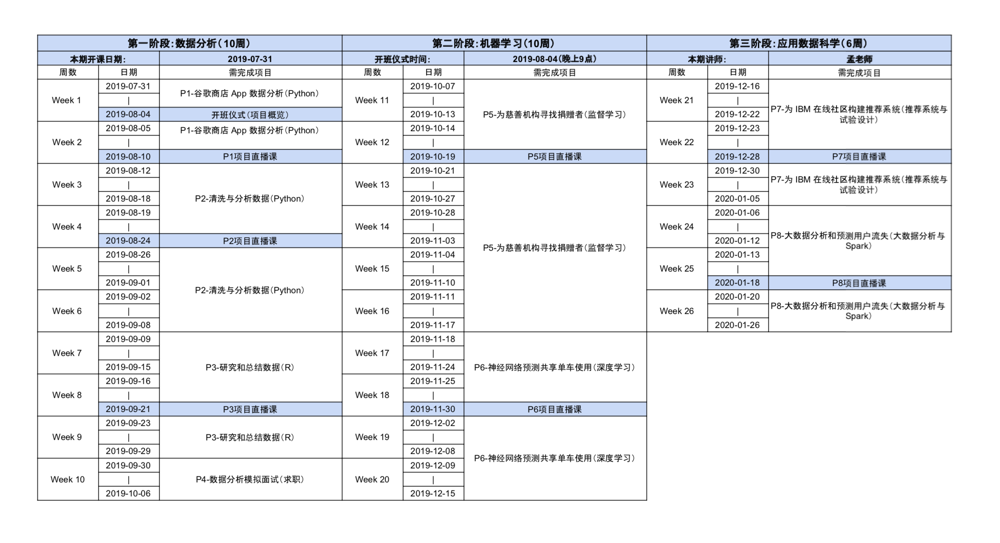 第一阶段：数据分析（10周） 第二阶段：机器学习（10周） 第三阶段：应用数据科学（6周）
本期开课日期： 2019-07-31 开班仪式时间： 2019-08-04（晚上9点） 本期讲师： 孟老师
周数 日期 需完成项目 周数 日期 需完成项目 周数 日期 需完成项目
Week 1
2019-07-31
|
P1-谷歌商店 App 数据分析（Python）
2019-08-04 开班仪式（项目概览）
Week 2
2019-08-05
|
P1-谷歌商店 App 数据分析（Python）
2019-08-10 P1项目直播课
Week 3
2019-08-12
|
2019-08-18
P2-清洗与分析数据（Python）
Week 4
2019-08-19
|
2019-08-24 P2项目直播课
Week 5
2019-08-26
|
2019-09-01
P2-清洗与分析数据（Python）
Week 6
2019-09-02
|
2019-09-08
Week 7
2019-09-09
|
2019-09-15
P3-研究和总结数据（R）
Week 8
2019-09-16
|
2019-09-21 P3项目直播课
Week 9
2019-09-23
|
2019-09-29
P3-研究和总结数据（R）
Week 10
2019-09-30
|
2019-10-06
P4-数据分析模拟面试（求职）
Week 11
2019-10-07
|
2019-10-13
P5-为慈善机构寻找捐赠者（监督学习）
Week 12
2019-10-14
|
2019-10-19 P5项目直播课
Week 13
2019-10-21
|
2019-10-27
Week 14
2019-10-28
|
2019-11-03
P5-为慈善机构寻找捐赠者（监督学习）
Week 15
2019-11-04
|
2019-11-10
Week 16
2019-11-11
|
2019-11-17
Week 17
2019-11-18
|
2019-11-24
P6-神经网络预测共享单车使用（深度学习）
Week 18
2019-11-25
|
2019-11-30 P6项目直播课
Week 19
2019-12-02
|
2019-12-08
P6-神经网络预测共享单车使用（深度学习）
Week 20
2019-12-09
|
2019-12-15
Week 21
2019-12-16
|
2019-12-22
P7-为 IBM 在线社区构建推荐系统（推荐系统与
试验设计）
Week 22
2019-12-23
|
2019-12-28 P7项目直播课
Week 23
2019-12-30
|
2020-01-05
P7-为 IBM 在线社区构建推荐系统（推荐系统与
试验设计）
Week 24
2020-01-06
|
2020-01-12
P8-大数据分析和预测用户流失（大数据分析与
Spark）
Week 25
2020-01-13
|
2020-01-18 P8项目直播课
Week 26
2020-01-20
|
2020-01-26
P8-大数据分析和预测用户流失（大数据分析与
Spark）